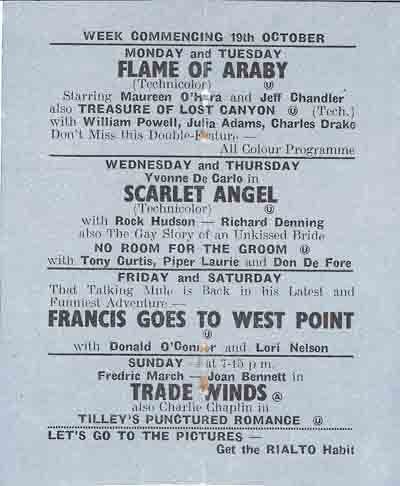 WEEK COMMENCING 19th OCTOBER
MONDAY and TUESDAY
FLAME OF ARABY
(Technicolor) U
Starring Maureen O'Hara and Jeff Chandler
also TREASURE OF LOST CANYON U (Tech.)
with William Powell, Julia Adams, Charles Drake
Don't Miss this Double-Feature —
All Colour Programme
WEDNESDAY and THURSDAY
Yvonne De Carlo in
SCARLET ANGEL
(Technicolor) U
with Rock Hudson — Richard Denning
also The Gay Story of an Unkissed Bride
NO ROOM FOR THE GROOM U
with Tony Curtis, Piper Laurie and Don De Fore
FRIDAY and SATURDAY
That Talking Mule is Back in his Latest and
Funniest Adventure —
FRANCIS GOES TO WEST POINT
U
with Donald O'Connor and Lori Nelson
SUNDAY at 7-15 p m.
Fredric March — Joan Bennett in
TRADE WINDS A
also Charlie Chaplin in
TILLEY'S PUNCTURED ROMANCE U
LET'S GO TO THE PICTURES —
Get the RIALTO Habit